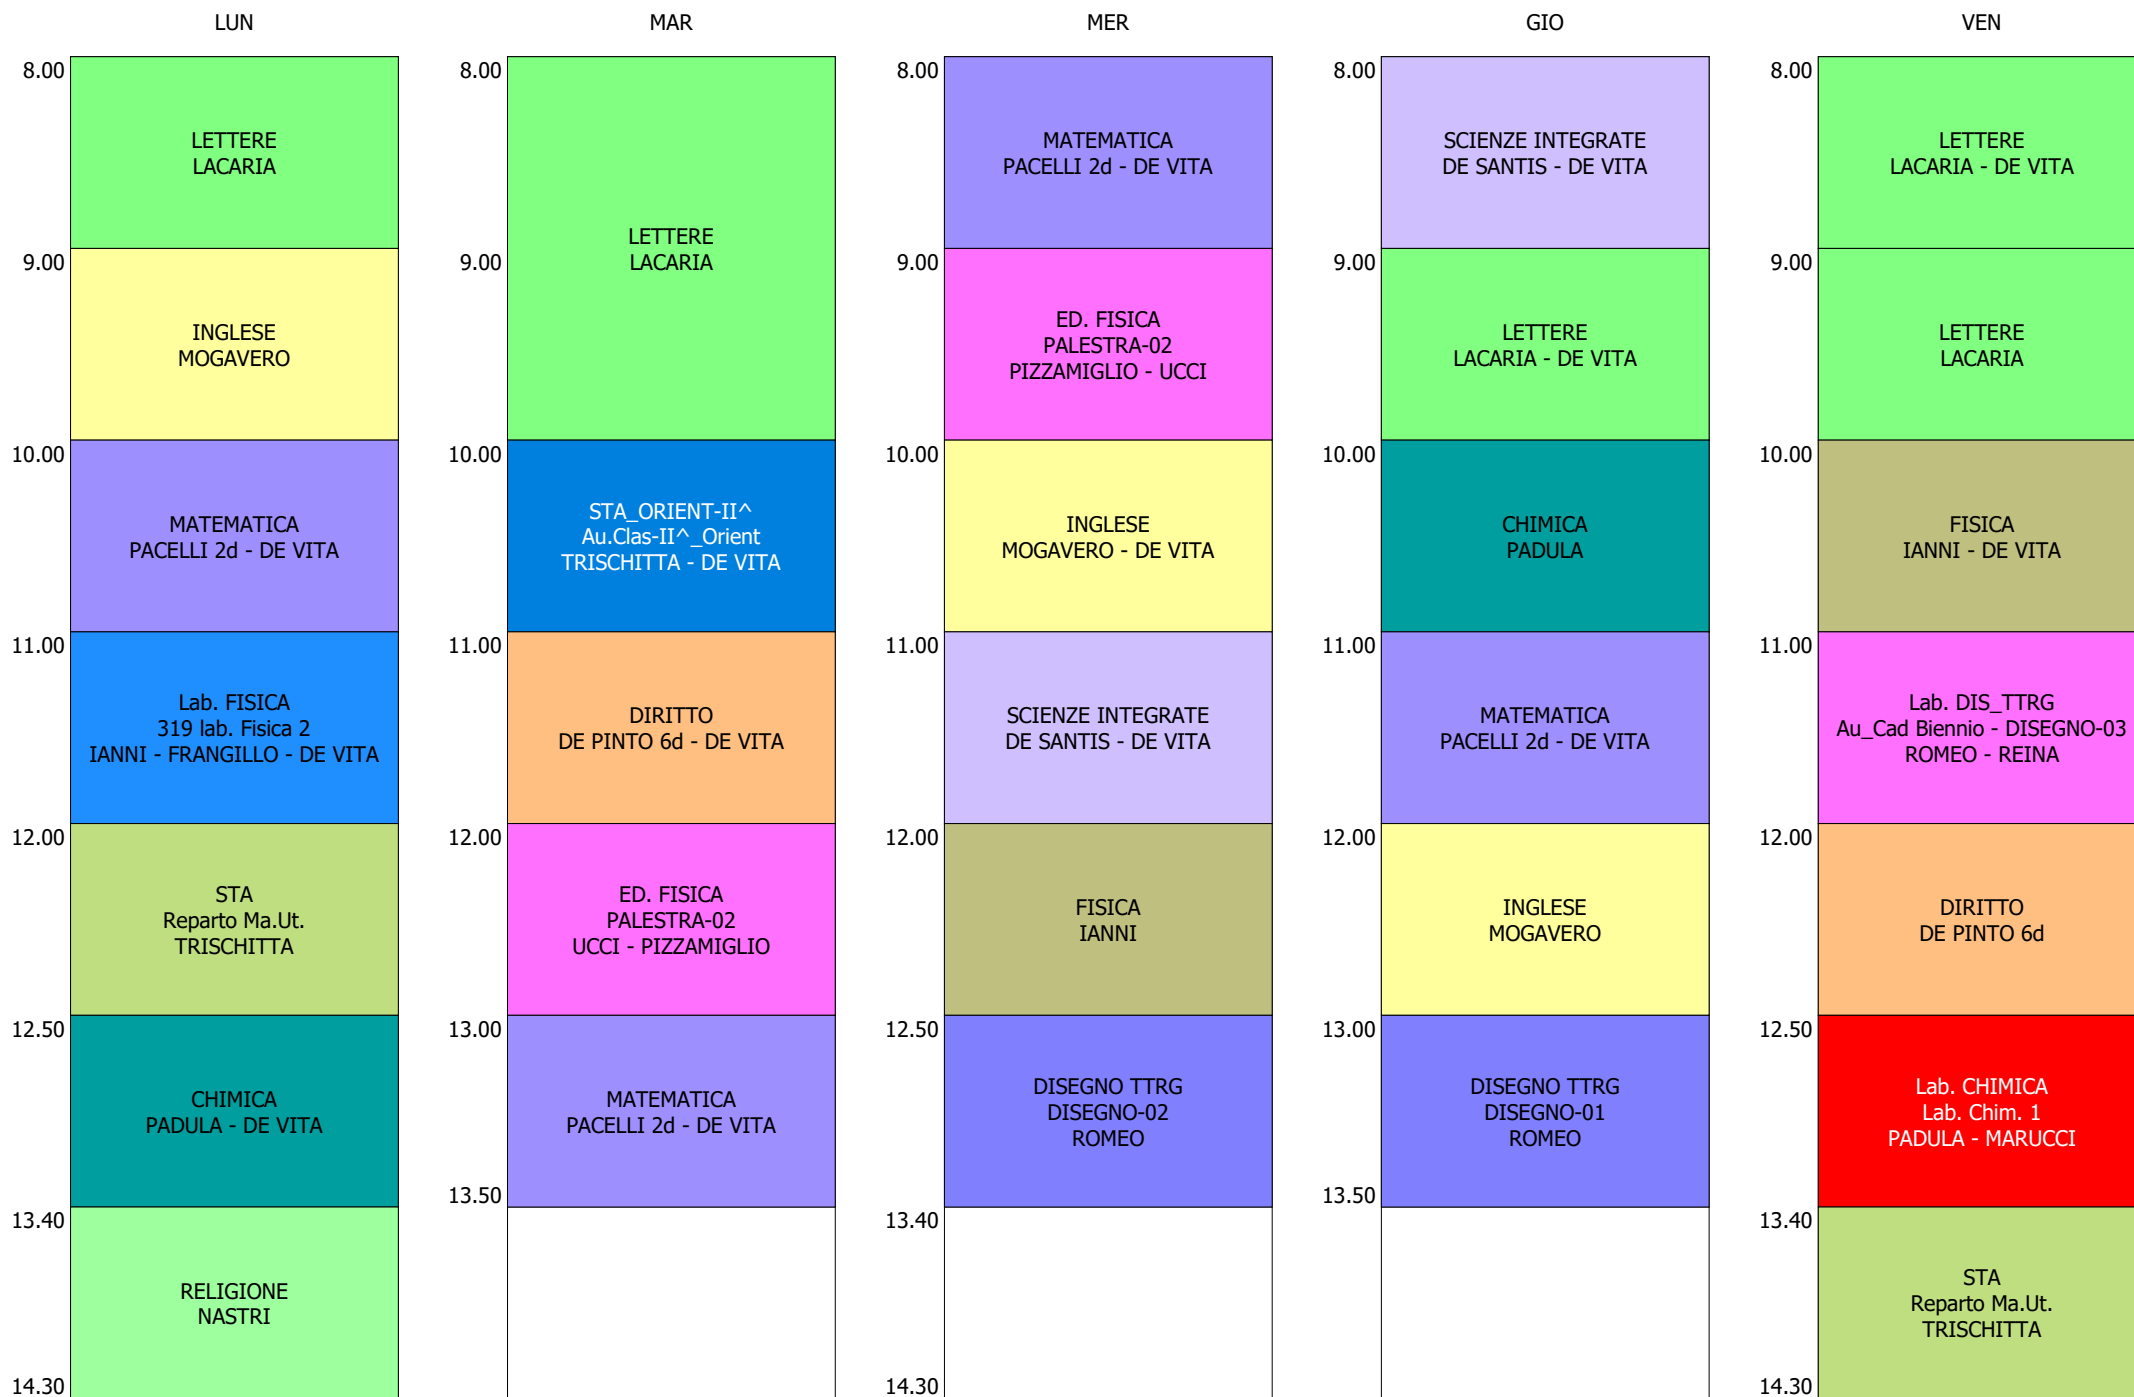 LUN
MAR
MER
GIO
VEN
8.00
LETTERE
LACARIA
9.00
INGLESE
MOGAVERO
10.00
MATEMATICA
PACELLI 2d - DE VITA
11.00
Lab. FISICA
319 lab. Fisica 2
IANNI - FRANGILLO - DE VITA
12.00
STA
Reparto Ma.Ut.
TRISCHITTA
12.50
CHIMICA
PADULA - DE VITA
13.40
RELIGIONE
NASTRI
14.30
8.00
LETTERE
LACARIA
9.00
10.00
STA_ORIENT-II^
Au.Clas-II^_Orient
TRISCHITTA - DE VITA
11.00
DIRITTO
DE PINTO 6d - DE VITA
12.00
ED. FISICA
PALESTRA-02
UCCI - PIZZAMIGLIO
13.00
MATEMATICA
PACELLI 2d - DE VITA
13.50
8.00
MATEMATICA
PACELLI 2d - DE VITA
9.00
ED. FISICA
PALESTRA-02
PIZZAMIGLIO - UCCI
10.00
INGLESE
MOGAVERO - DE VITA
11.00
SCIENZE INTEGRATE
DE SANTIS - DE VITA
12.00
FISICA
IANNI
12.50
DISEGNO TTRG
DISEGNO-02
ROMEO
13.40
14.30
8.00
SCIENZE INTEGRATE
DE SANTIS - DE VITA
9.00
LETTERE
LACARIA - DE VITA
10.00
CHIMICA
PADULA
11.00
MATEMATICA
PACELLI 2d - DE VITA
12.00
INGLESE
MOGAVERO
13.00
DISEGNO TTRG
DISEGNO-01
ROMEO
13.50
8.00
LETTERE
LACARIA - DE VITA
9.00
LETTERE
LACARIA
10.00
FISICA
IANNI - DE VITA
11.00
Lab. DIS_TTRG
Au_Cad Biennio - DISEGNO-03
ROMEO - REINA
12.00
DIRITTO
DE PINTO 6d
12.50
Lab. CHIMICA
Lab. Chim. 1
PADULA - MARUCCI
13.40
STA
Reparto Ma.Ut.
TRISCHITTA
14.30